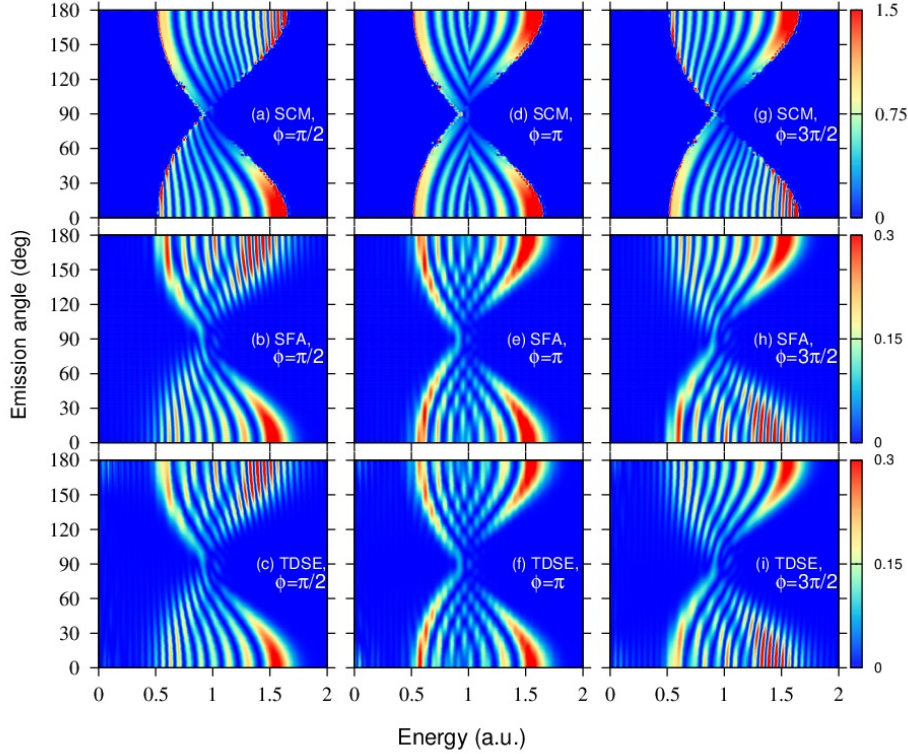 180
150
120
90
60
30
0
(a) SCM,
ϕ=π/2
(d) SCM,
ϕ=π
(g) SCM,
ϕ=3π/2
1.5
0.75
0
Emission angle (deg)
180
150
120
90
60
30
0
(b) SFA,
ϕ=π/2
(e) SFA,
ϕ=π
(h) SFA,
ϕ=3π/2
0.3
0.15
0
180
150
120
90
60
30
0
(c) TDSE,
ϕ=π/2
(f) TDSE,
ϕ=π
(i) TDSE,
ϕ=3π/2
0.3
0.15
0
0 0.5 1 1.5 2
0 0.5 1 1.5 2
0 0.5 1 1.5 2
Energy (a.u.)